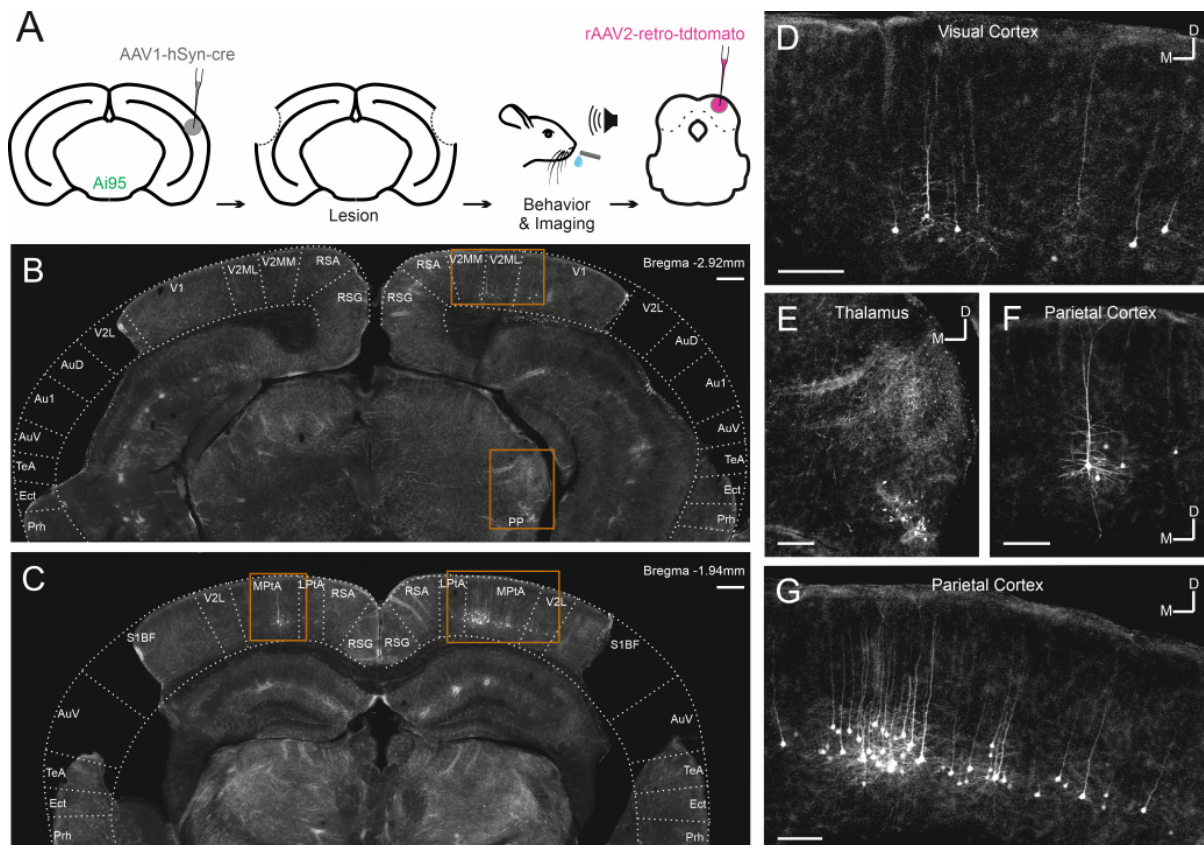 A
AAV1-hSyn-cre
Ai95
Lesion
Behavior
& Imaging
rAAV2-retro-tdtomato
B
Bregma -2.92mm
V1
V2ML
V2MM
RSA
RSG
RSG
RSA
V2MM
V2ML
V1
V2L
AuD
Au1
AuV
TeA
Ect
Prh
V2L
AuD
Au1
AuV
TeA
Ect
Prh
PP
C
Bregma -1.94mm
S1BF
V2L
MPtA
LPtA
RSA
RSG
RSG
RSA
LPtA
MPtA
V2L
S1BF
AuV
TeA
Ect
Prh
AuV
TeA
Ect
Prh
D
Visual Cortex
D
M
E
Thalamus
D
M
F
Parietal Cortex
D
M
G
Parietal Cortex
D
M